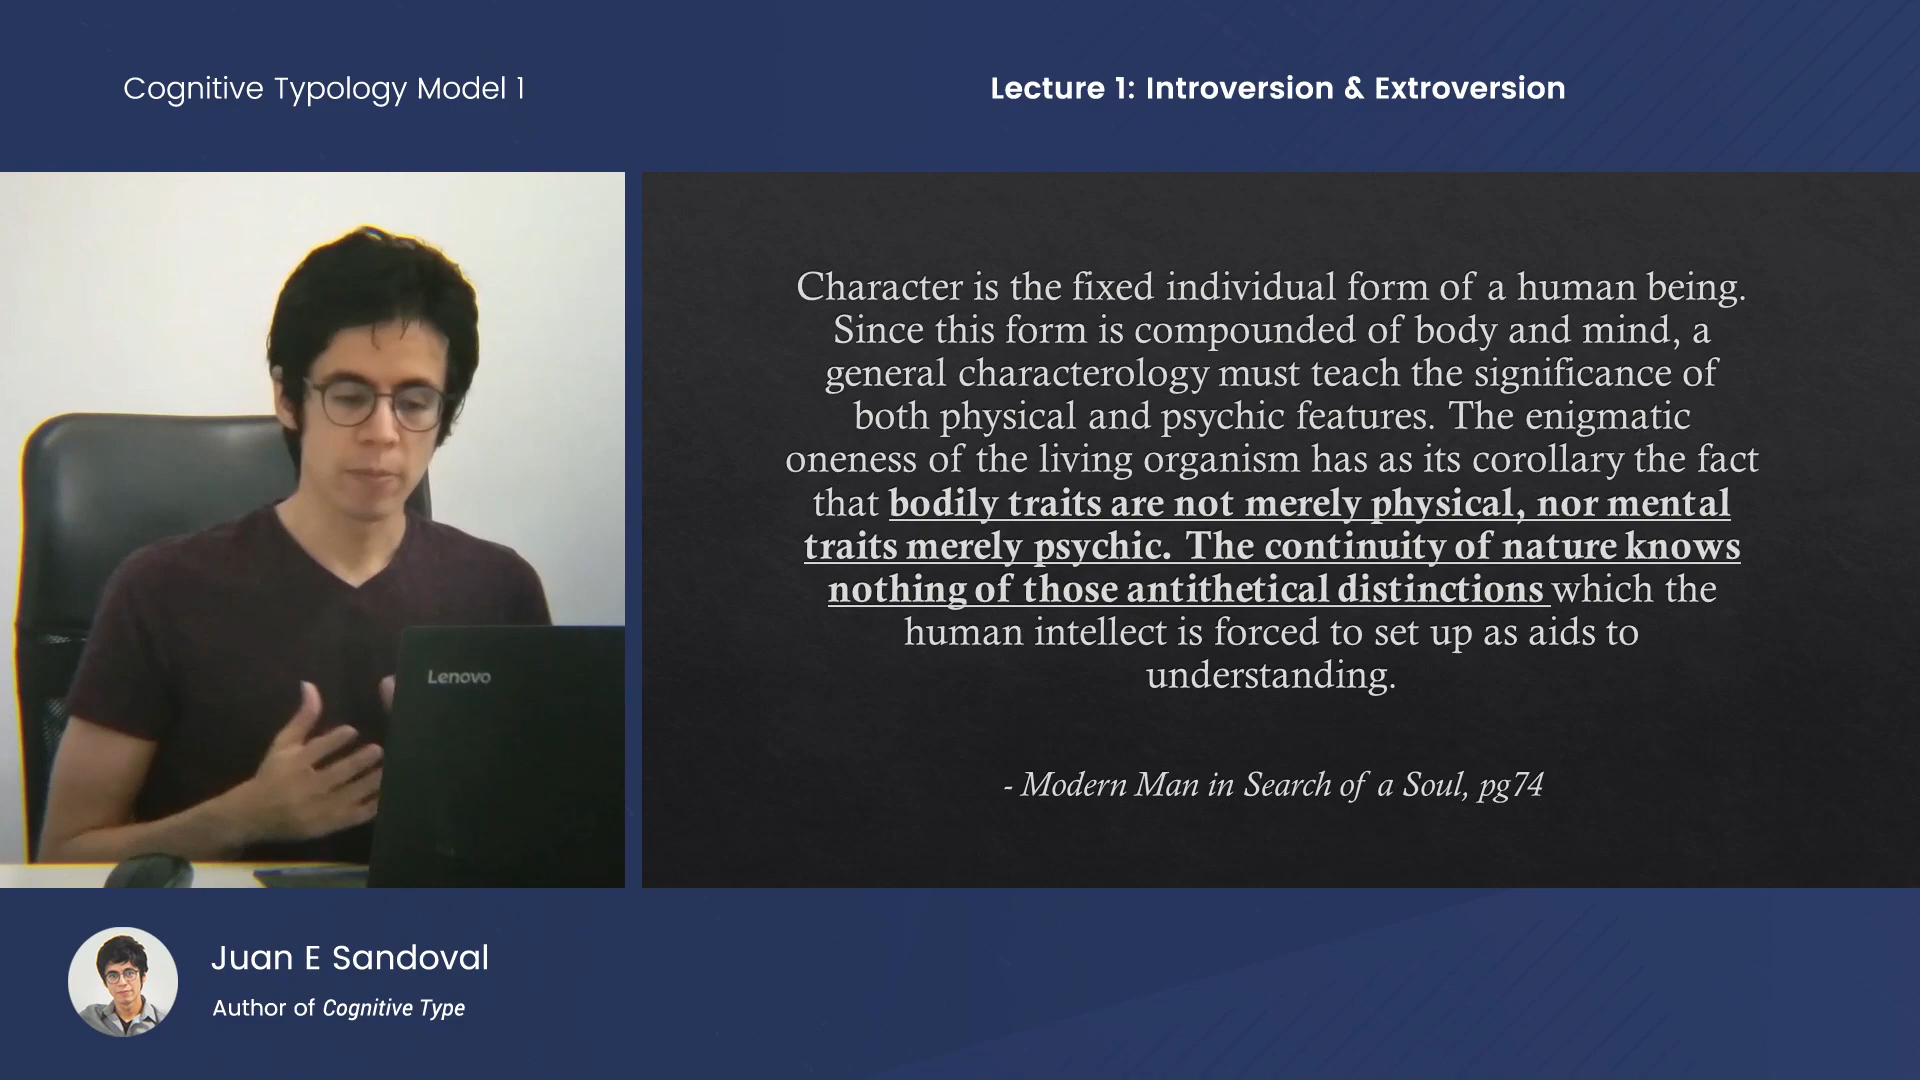 Cognitive Typology Model 1
Lecture 1: Introversion & Extroversion
Character is the fixed individual form of a human being.
Since this form is compounded of body and mind, a
general characterology must teach the significance of
both physical and psychic features. The enigmatic
oneness of the living organism has as its corollary the fact
that bodily traits are not merely physical, nor mental
traits merely psychic. The continuity of nature knows
nothing of those antithetical distinctions which the
human intellect is forced to set up as aids to
understanding.
- Modern Man in Search of a Soul, pg74
Lenovo
Juan E Sandoval
Author of Cognitive Type